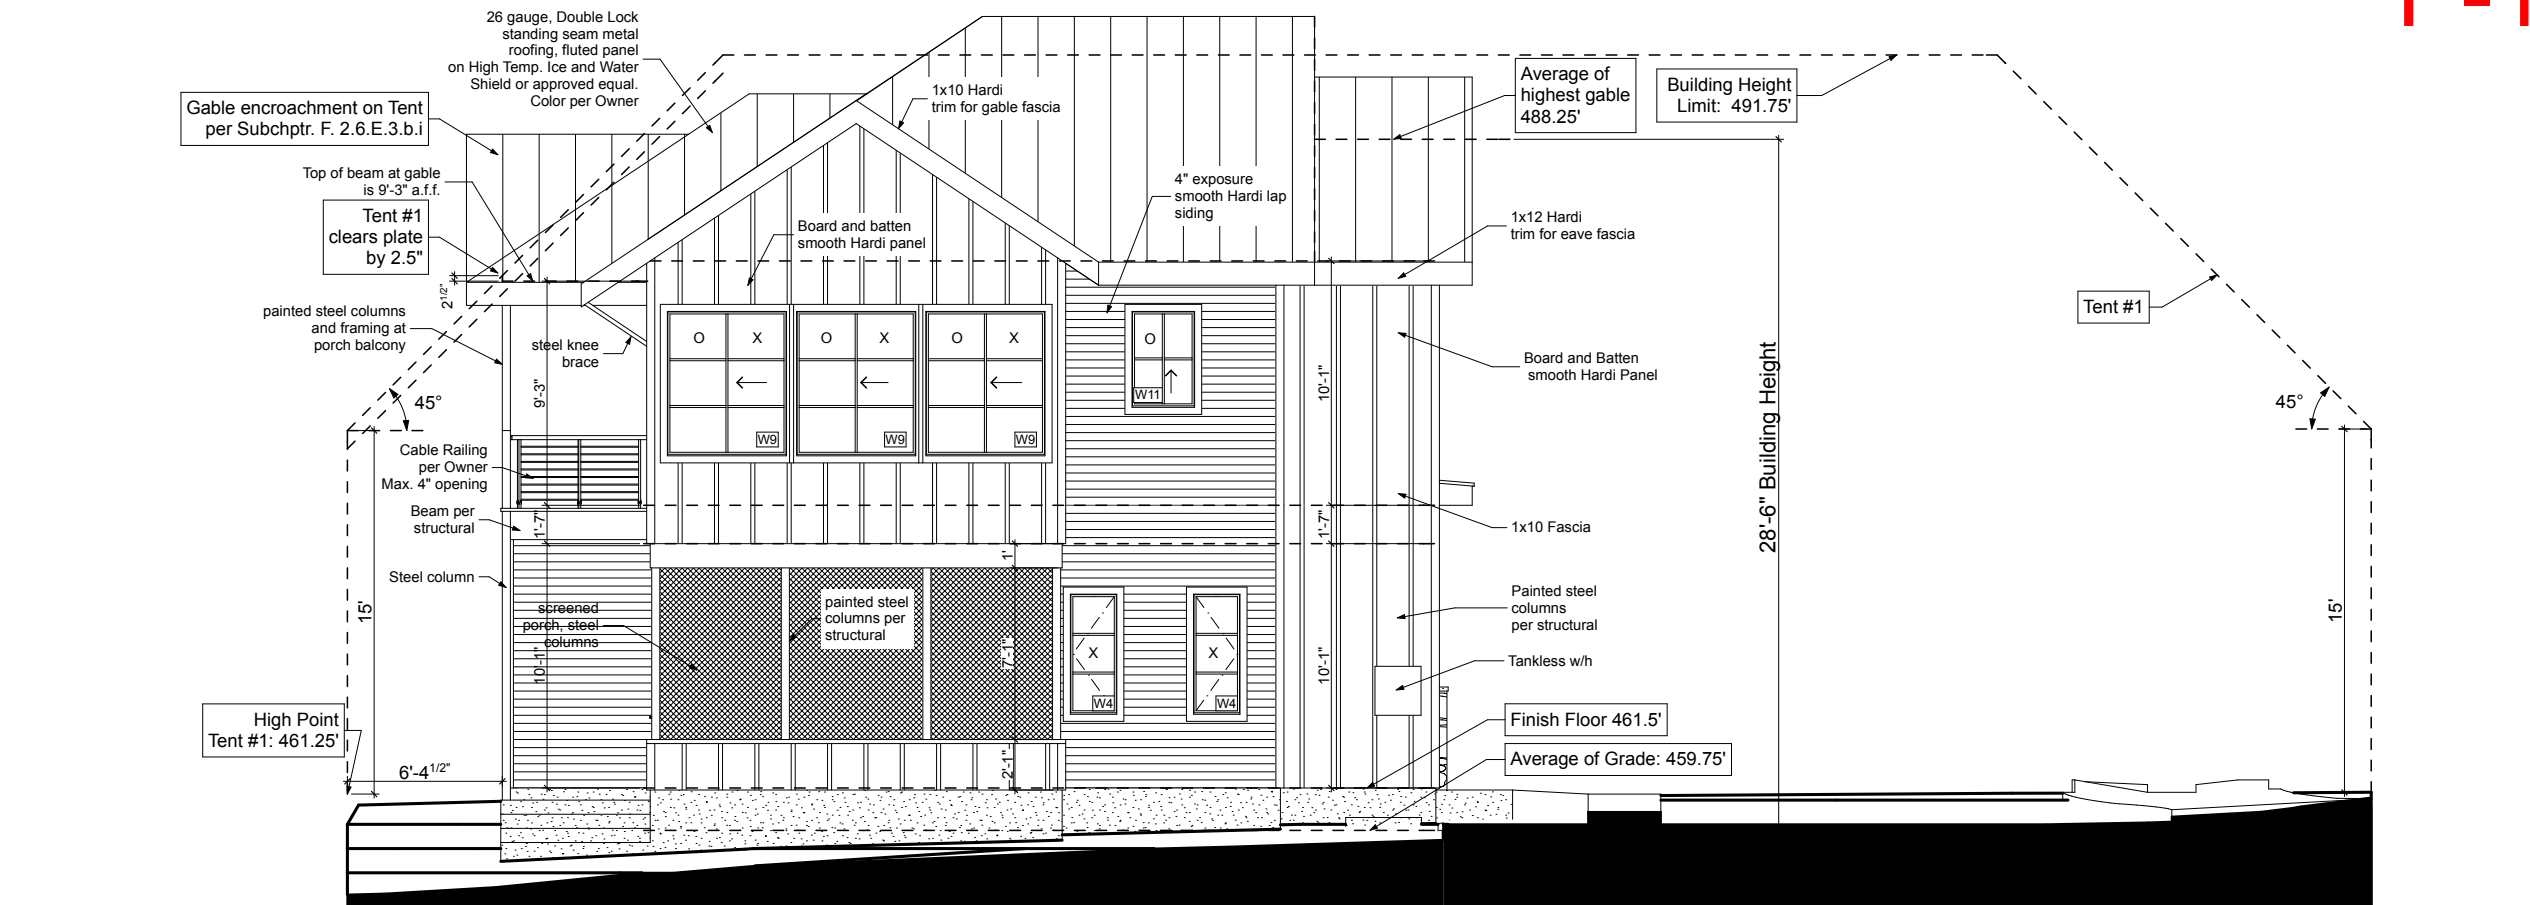 26 gauge, Double Lock
standing seam metal
roofing, fluted panel
on High Temp. Ice and Water
Shield or approved equal.
Color per Owner
Gable encroachment on Tent
per Subchptr. F. 2.6.E.3.b.i
Top of beam at gable
is 9'-3" a.f.f.
Tent #1
clears plate
by 2.5"
2 1/2"
painted steel columns
and framing at
porch balcony
steel knee
brace
9'-3"
45°
Cable Railing
per Owner
Max. 4" opening
Beam per
structural
1'-7"
Steel column
15'
screened
porch, steel
columns
10'-1"
High Point
Tent #1: 461.25'
6'-4 1/2"
1x10 Hardi
trim for gable fascia
Board and batten
smooth Hardi panel
4" exposure
smooth Hardi lap
siding
O X O X O X
W9 W9 W9
O
W11
1'
painted steel
columns per
structural
7'-1"
2'-1"
X X
W4 W4
10'-1"
1'-7"
10'-1"
Average of
highest gable
488.25'
Building Height
Limit: 491.75'
1x12 Hardi
trim for eave fascia
Board and Batten
smooth Hardi Panel
1x10 Fascia
Painted steel
columns
per structural
Tankless w/h
Finish Floor 461.5'
Average of Grade: 459.75'
28'-6" Building Height
Tent #1
45°
15'